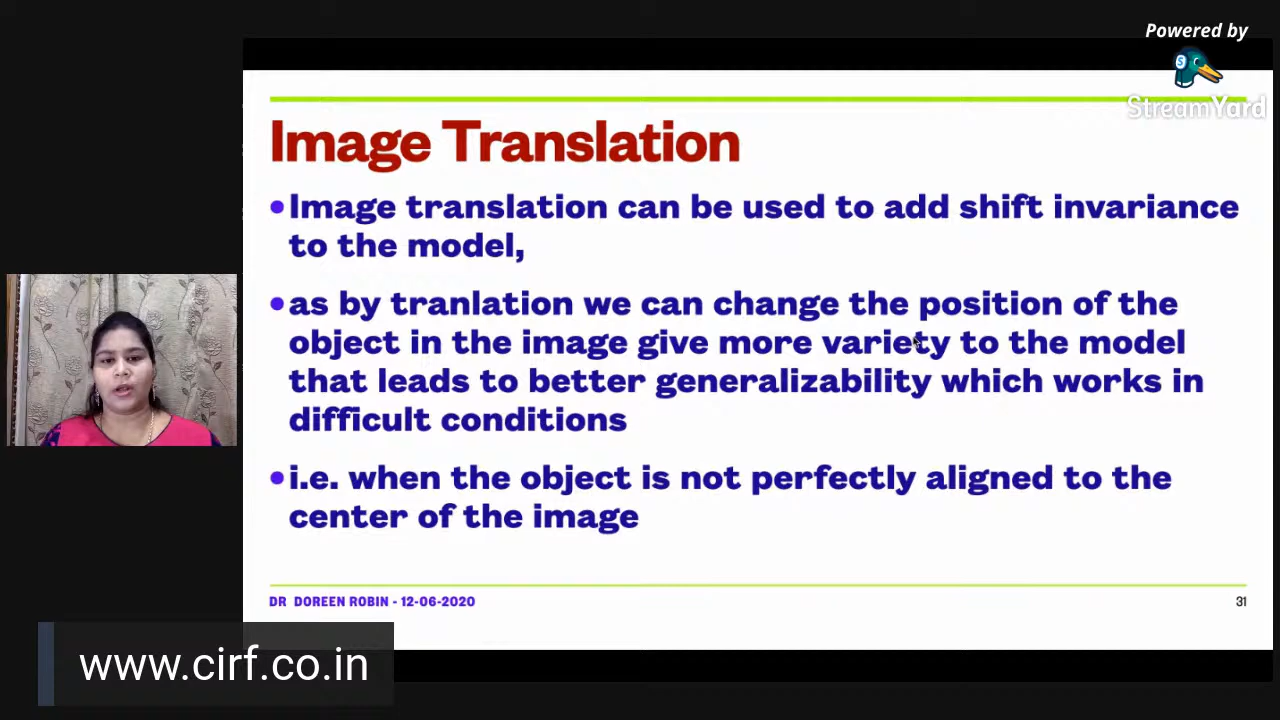 Powered by
StreamYard
Image Translation
•Image translation can be used to add shift invariance
to the model,
•as by tranlation we can change the position of the
object in the image give more variety to the model
that leads to better generalizability which works in
difficult conditions
•i.e. when the object is not perfectly aligned to the
center of the image
DR DOREEN ROBIN - 12-06-2020
31
www.cirf.co.in